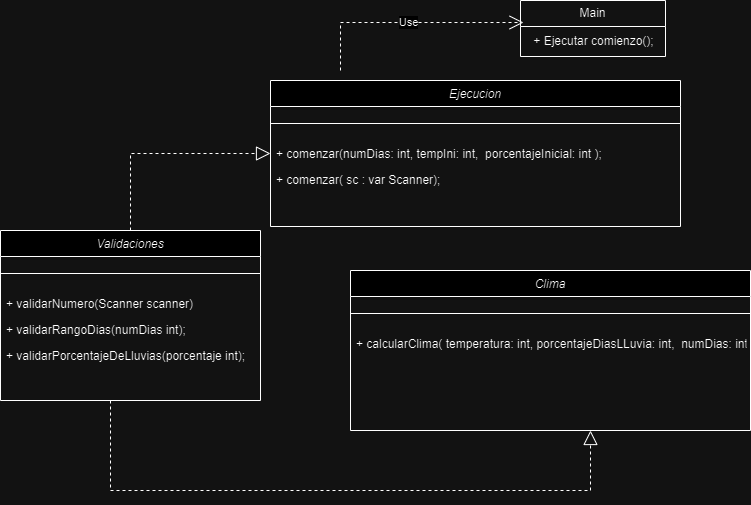 Main
Use
+ Ejecutar comienzo();
Ejecucion
+ comenzar(numDias: int, tempIni: int, porcentajeInicial: int );
+ comenzar( sc : var Scanner);
Validaciones
+ validarNumero(Scanner scanner)
+ validarRangoDias(numDias int);
+ validarPorcentajeDeLluvias(porcentaje int);
Clima
+ calcularClima( temperatura: int, porcentajeDiasLLuvia: int, numDias: int